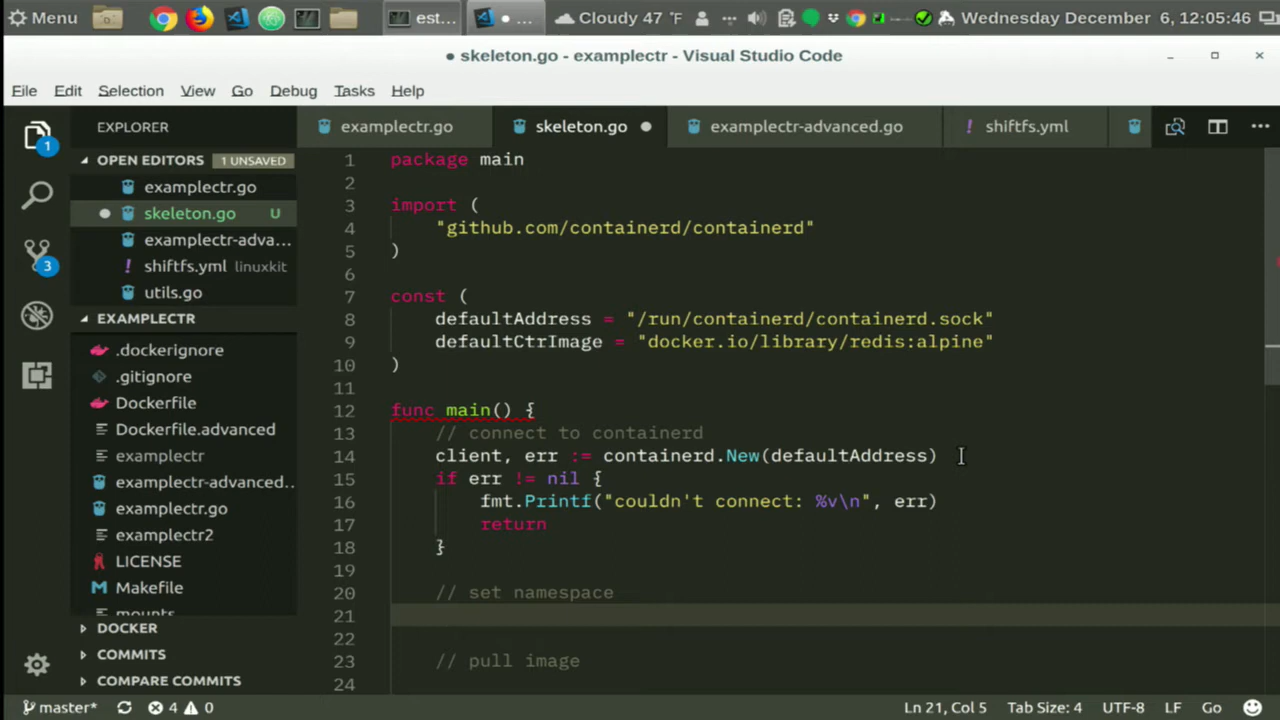 Menu est... Cloudy 47 °F Wednesday December 6, 12:05:46
● skeleton.go - examplectr - Visual Studio Code
File Edit Selection View Go Debug Tasks Help
EXPLORER
OPEN EDITORS 1 UNSAVED
examplectr.go
skeleton.go U
examplectr-adva...
shiftfs.yml linuxkit
utils.go
EXAMPLECTR
.dockerignore
.gitignore
Dockerfile
Dockerfile.advanced
examplectr
examplectr-advanced..
examplectr.go
examplectr2
LICENSE
Makefile
mounts
DOCKER
COMMITS
COMPARE COMMITS
1
3
examplectr.go skeleton.go examplectr-advanced.go shiftfs.yml
1 package main
2
3 import (
4 "github.com/containerd/containerd"
5 )
6
7 const (
8 defaultAddress = "/run/containerd/containerd.sock"
9 defaultCtrImage = "docker.io/library/redis:alpine"
10 )
11
12 func main() {
13 // connect to containerd
14 client, err := containerd.New(defaultAddress)
15 if err != nil {
16 fmt.Printf("couldn't connect: %v\n", err)
17 return
18 }
19
20 // set namespace
21
22
23 // pull image
24
master* 4 0 Ln 21, Col 5 Tab Size: 4 UTF-8 LF Go